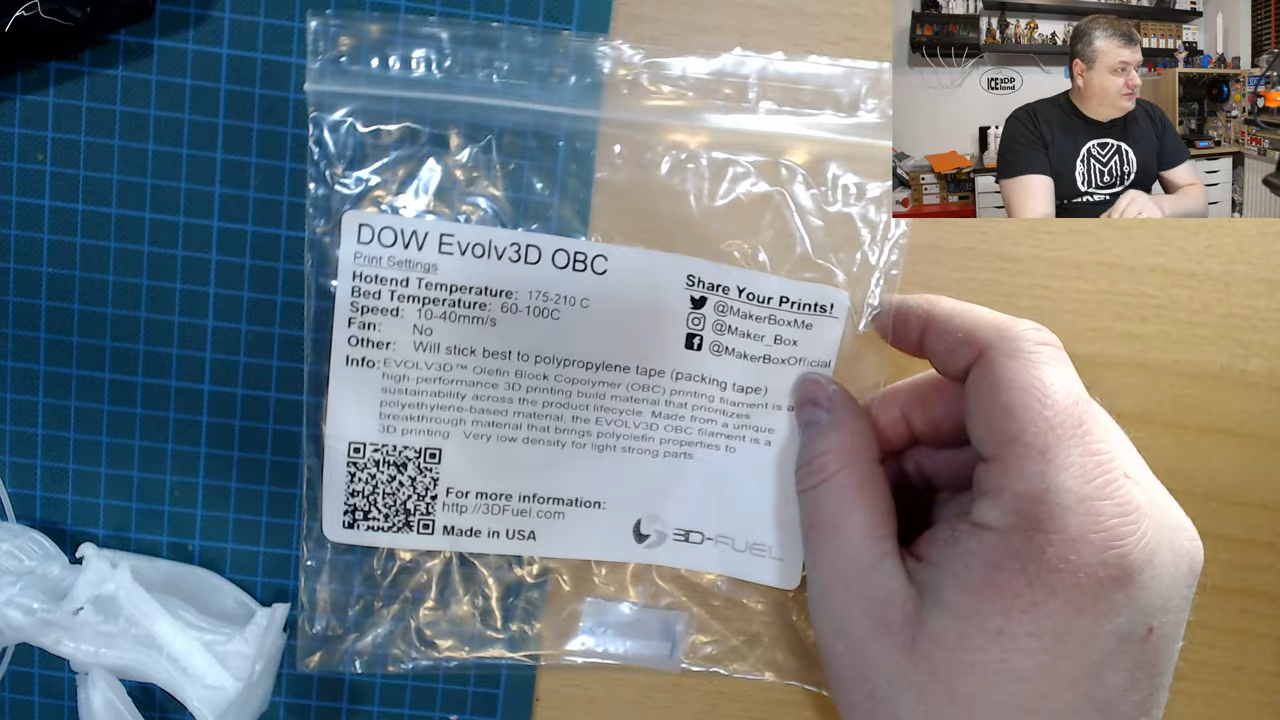 DOW Evolv3D OBC
Print Settings
Hotend Temperature: 175-210 C
Bed Temperature: 60-100C
Speed: 10-40mm/s
Fan: No
Other: Will stick best to polypropylene tape (packing tape)
Info: EVOLV3D™ Olefin Block Copolymer (OBC) printing filament is a
high-performance 3D printing build material that prioritizes
sustainability across the product lifecycle. Made from a unique
polyethylene-based material, the EVOLV3D OBC filament is a
breakthrough material that brings polyolefin properties to
3D printing. Very low density for light strong parts
Share Your Prints!
@MakerBoxMe
@Maker_Box
@MakerBoxOfficial
For more information:
http://3DFuel.com
Made in USA
3D-FUEL
ICE3DP
land